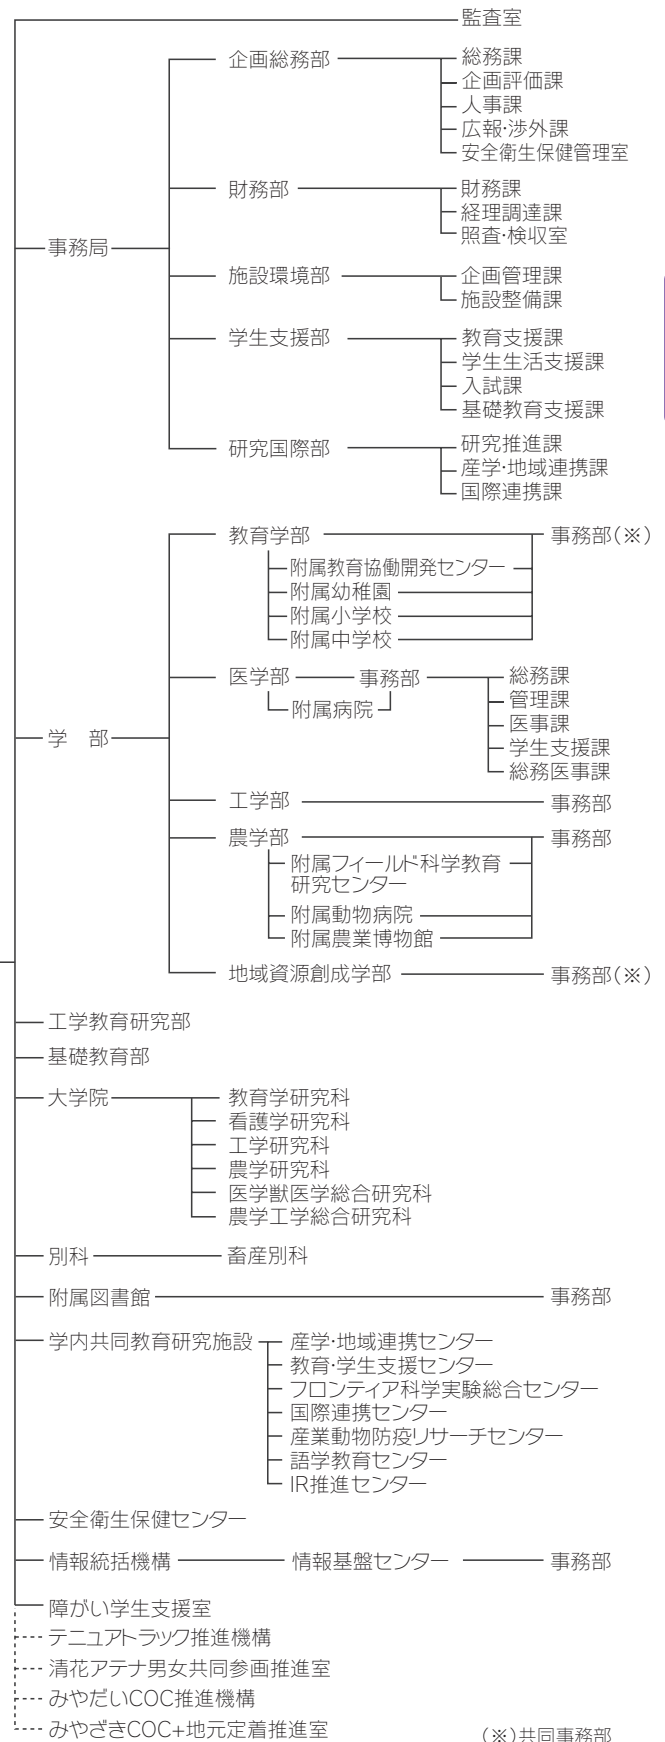 監査室
企画総務部 総務課
企画評価課
人事課
広報・渉外課
安全衛生保健管理室
財務部 財務課
経理調達課
照査・検収室
事務局
施設環境部 企画管理課
施設整備課
学生支援部 教育支援課
学生生活支援課
入試課
基礎教育支援課
研究国際部 研究推進課
産学・地域連携課
国際連携課
教育学部 事務部(※)
附属教育協働開発センター
附属幼稚園
附属小学校
附属中学校
医学部 事務部 総務課
管理課
附属病院
医事課
学 部 学生支援課
総務医事課
工学部 事務部
農学部 事務部
附属フィールド科学教育
研究センター
附属動物病院
附属農業博物館
地域資源創成学部 事務部(※)
工学教育研究部
基礎教育部
大学院 教育学研究科
看護学研究科
工学研究科
農学研究科
医学獣医学総合研究科
農学工学総合研究科
別科 畜産別科
附属図書館 事務部
学内共同教育研究施設 産学・地域連携センター
教育・学生支援センター
フロンティア科学実験総合センター
国際連携センター
産業動物防疫リサーチセンター
語学教育センター
IR推進センター
安全衛生保健センター
情報統括機構 情報基盤センター 事務部
障がい学生支援室
テニュアトラック推進機構
清花アテナ男女共同参画推進室
みやだいCOC推進機構
みやざきCOC+地元定着推進室
(※)共同事務部